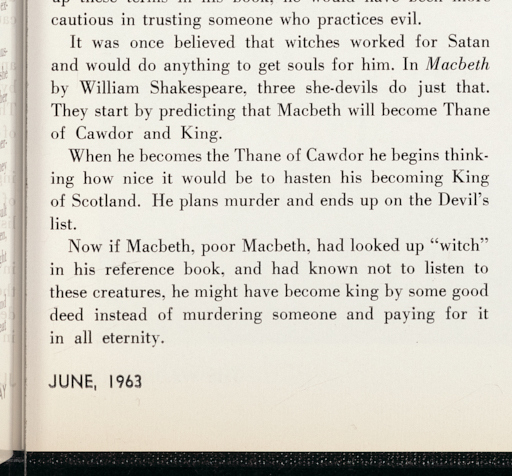 cautious in trusting someone who practices evil.
It was once believed that witches worked for Satan
and would do anything to get souls for him. In Macbeth
by William Shakespeare, three she-devils do just that.
They start by predicting that Macbeth will become Thane
of Cawdor and King.
When he becomes the Thane of Cawdor he begins think-
ing how nice it would be to hasten his becoming King
of Scotland. He plans murder and ends up on the Devil's
list.
Now if Macbeth, poor Macbeth, had looked up “witch”
in his reference book, and had known not to listen to
these creatures, he might have become king by some good
deed instead of murdering someone and paying for it
in all eternity.
JUNE, 1963